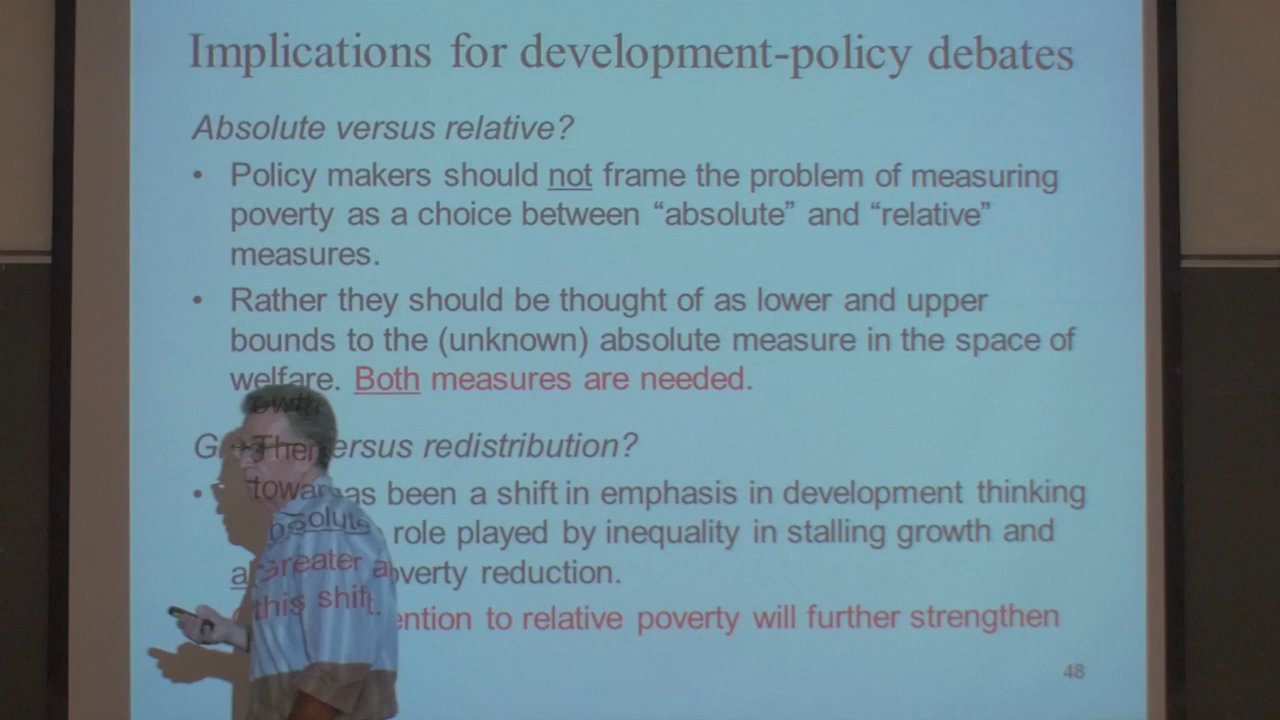 Implications for development-policy debates
Absolute versus relative?
• Policy makers should not frame the problem of measuring
poverty as a choice between “absolute” and “relative”
measures.
• Rather they should be thought of as lower and upper
bounds to the (unknown) absolute measure in the space of
welfare. Both measures are needed.
Growth versus redistribution?
• There has been a shift in emphasis in development thinking
towards role played by inequality in stalling growth and
absolute poverty reduction.
Greater attention to relative poverty will further strengthen
this shift.
48